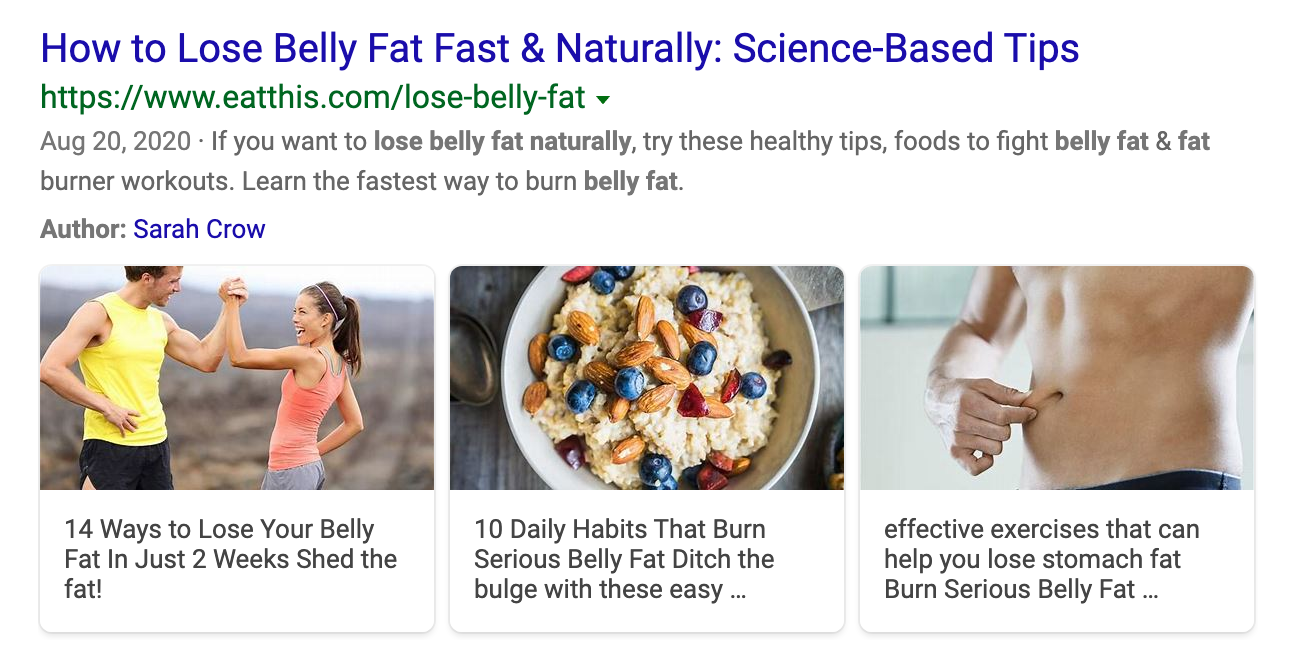 How to Lose Belly Fat Fast & Naturally: Science-Based Tips
https://www.eatthis.com/lose-belly-fat
Aug 20, 2020 · If you want to lose belly fat naturally, try these healthy tips, foods to fight belly fat & fat
burner workouts. Learn the fastest way to burn belly fat.
Author: Sarah Crow
14 Ways to Lose Your Belly
Fat In Just 2 Weeks Shed the
fat!
10 Daily Habits That Burn
Serious Belly Fat Ditch the
bulge with these easy ...
effective exercises that can
help you lose stomach fat
Burn Serious Belly Fat ...